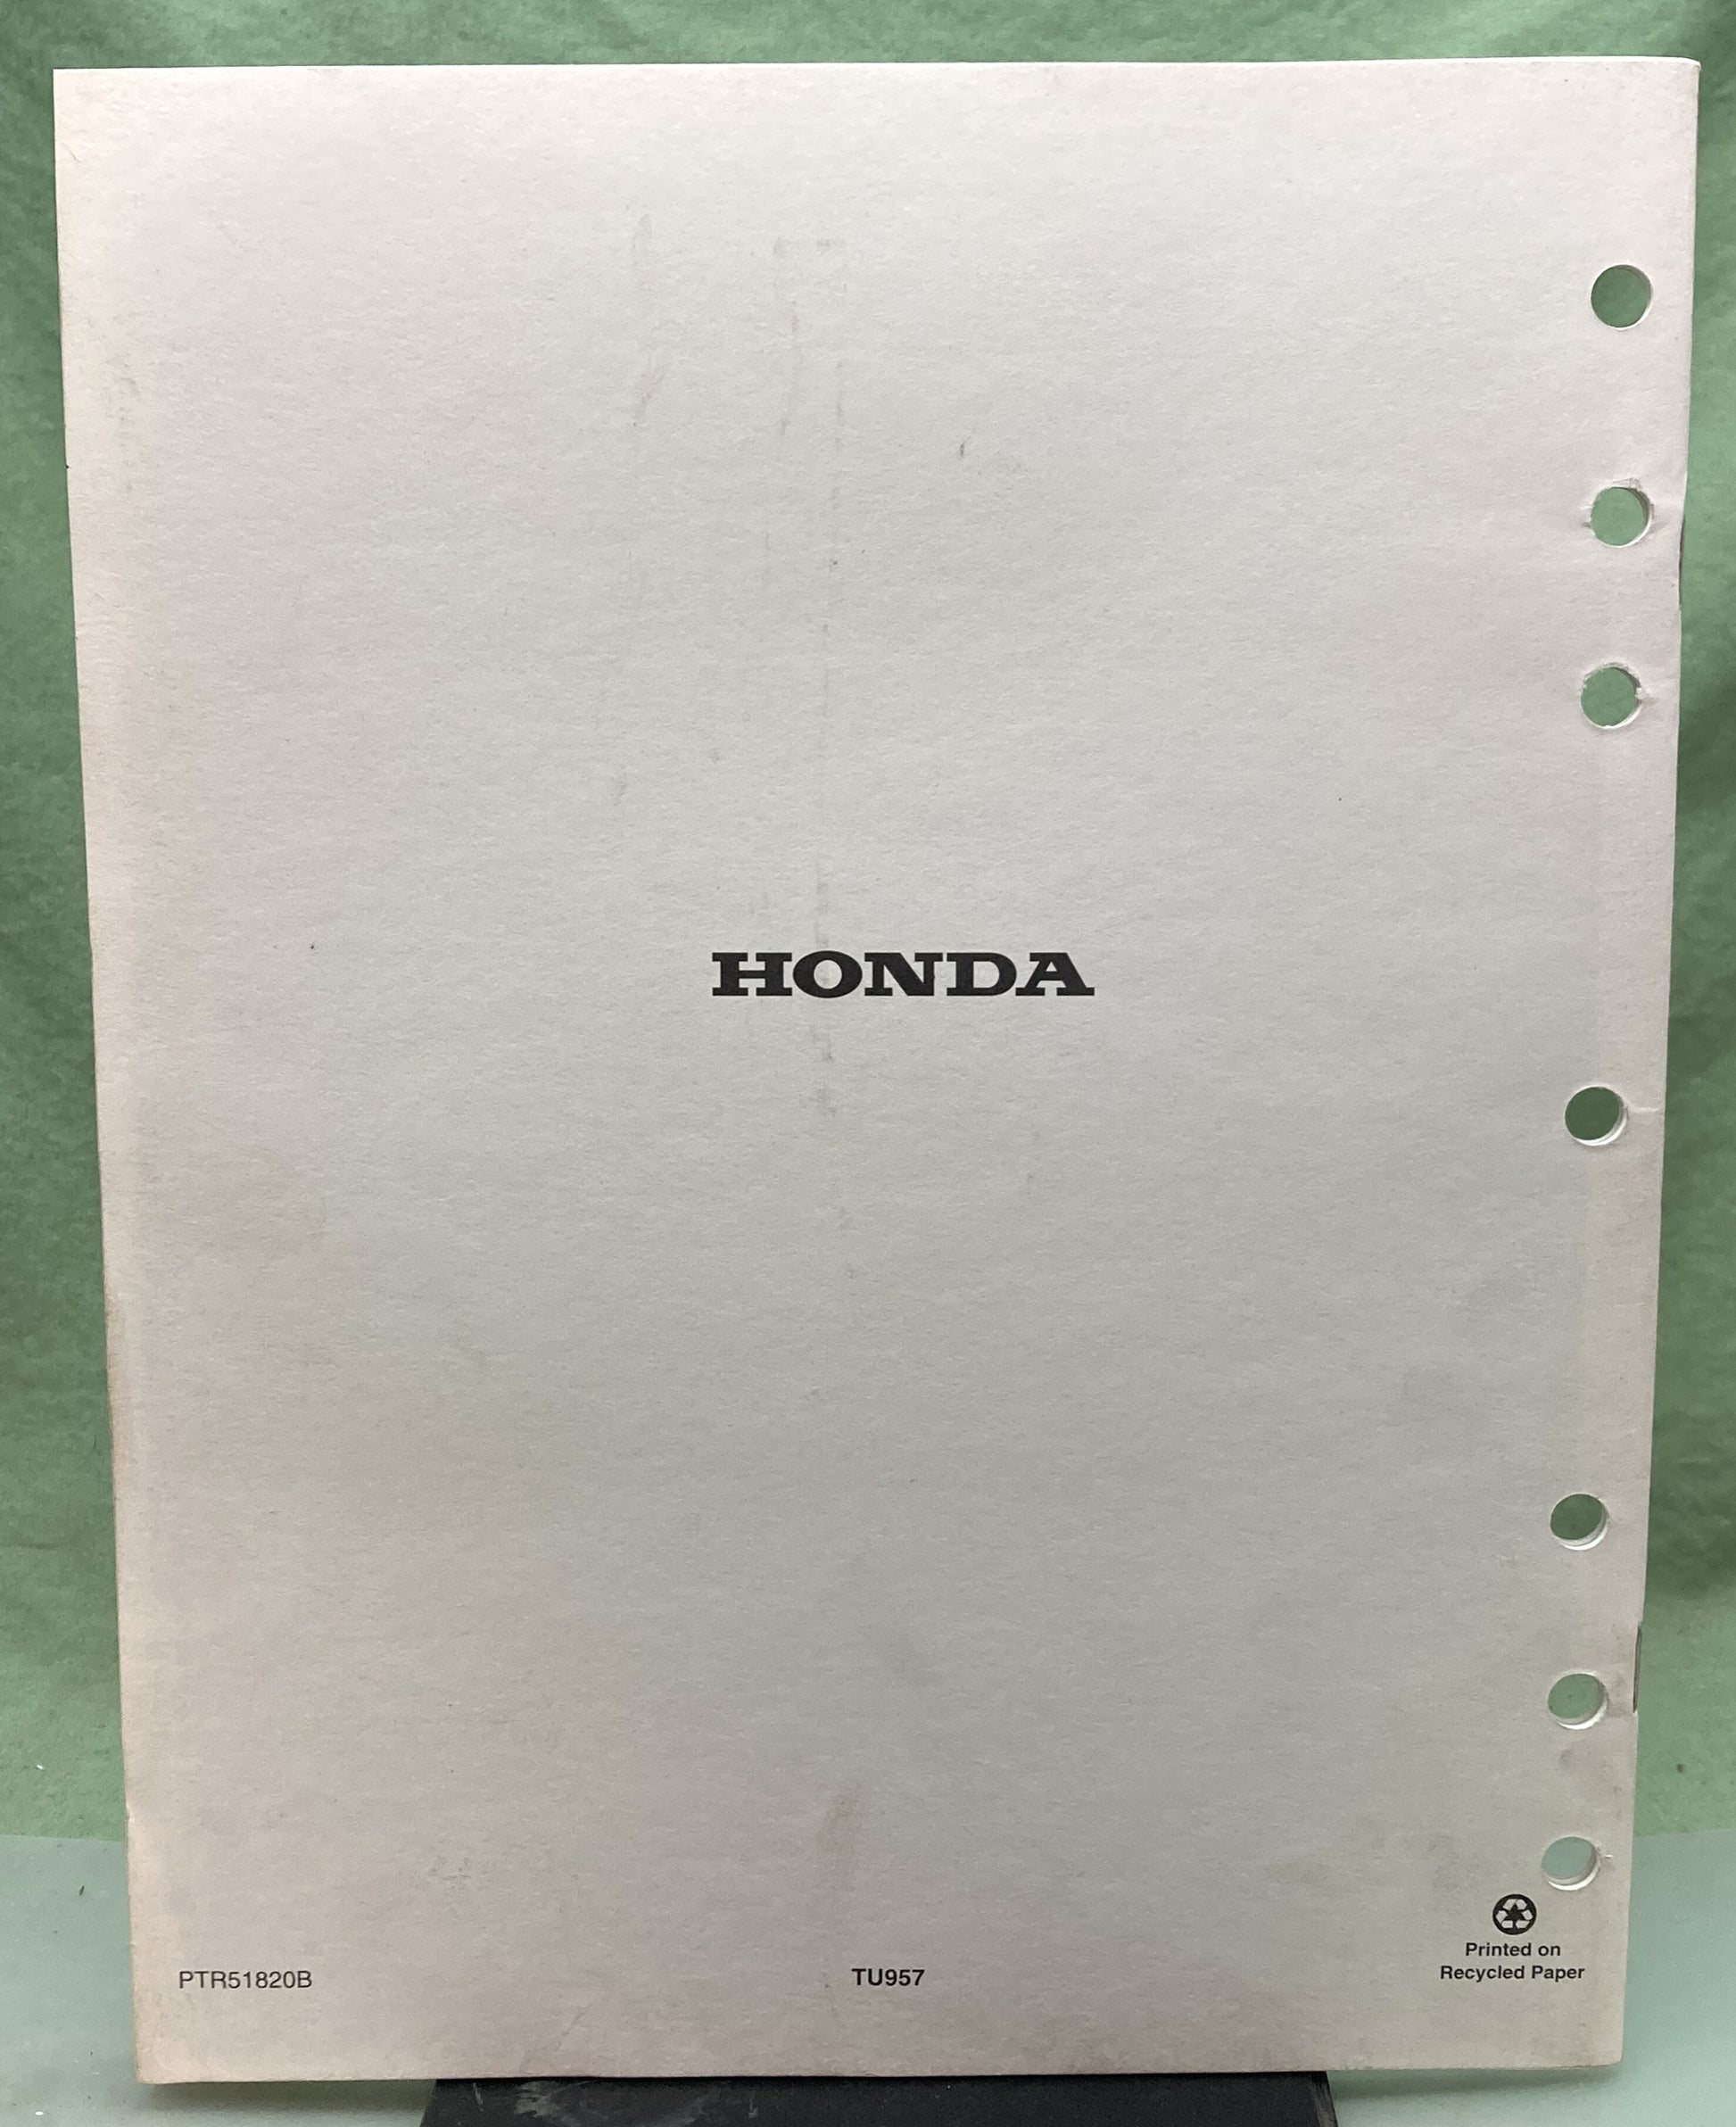 HONDA
PTR51820B
TU957
Printed on
Recycled Paper